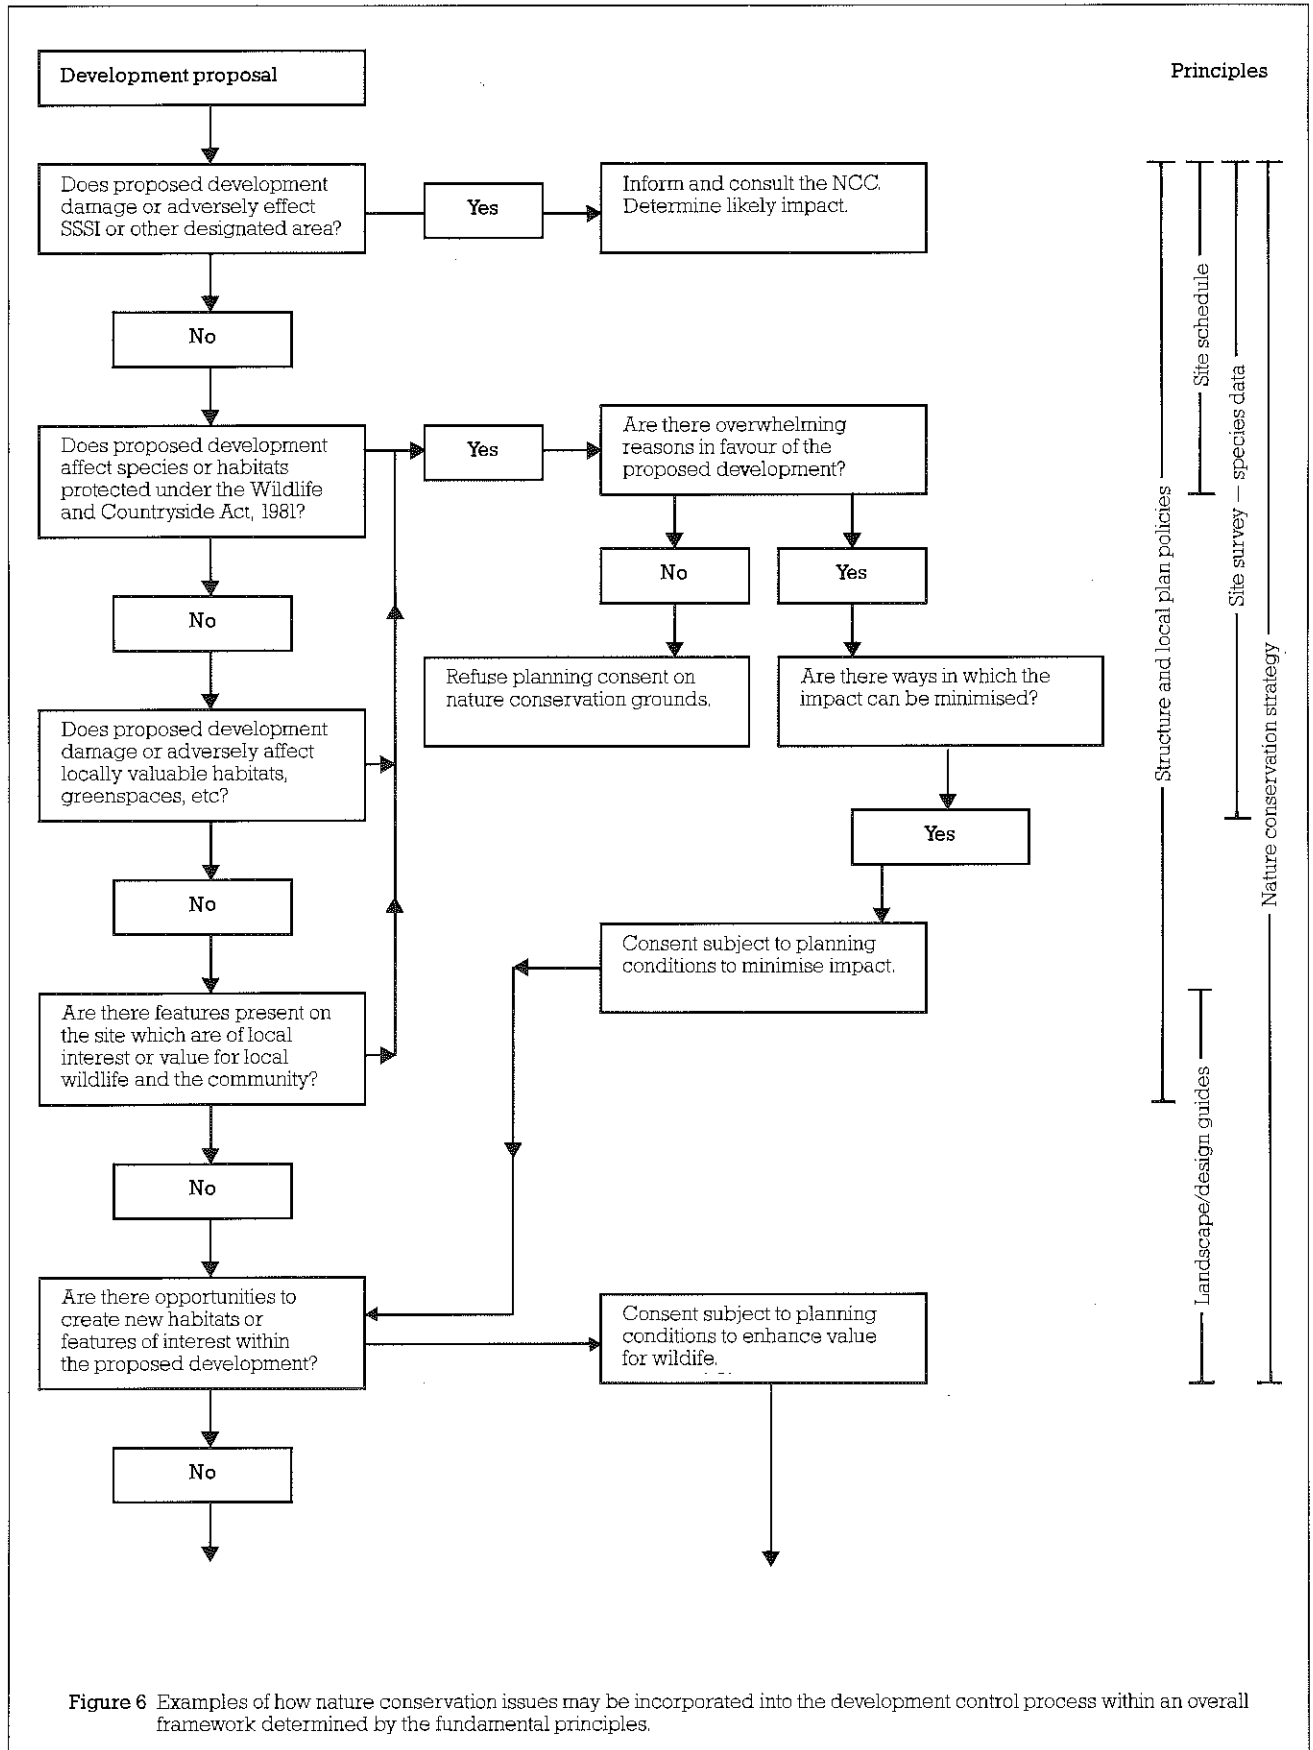 Development proposal
Principles
Does proposed development
damage or adversely effect
SSSI or other designated area?
Yes
Inform and consult the NCC.
Determine likely impact.
No
Does proposed development
affect species or habitats
protected under the Wildlife
and Countryside Act, 1981?
Yes
Are there overwhelming
reasons in favour of the
proposed development?
No
Yes
No
Refuse planning consent on
nature conservation grounds.
Are there ways in which the
impact can be minimised?
Does proposed development
damage or adversely affect
locally valuable habitats,
greenspaces, etc?
Yes
No
Consent subject to planning
conditions to minimise impact.
Are there features present on
the site which are of local
interest or value for local
wildlife and the community?
No
Are there opportunities to
create new habitats or
features of interest within
the proposed development?
Consent subject to planning
conditions to enhance value
for wildife.
No
Structure and local plan policies
Site schedule
Landscape/design guides
Site survey — species data
Nature conservation strategy
Figure 6 Examples of how nature conservation issues may be incorporated into the development control process within an overall
framework determined by the fundamental principles.